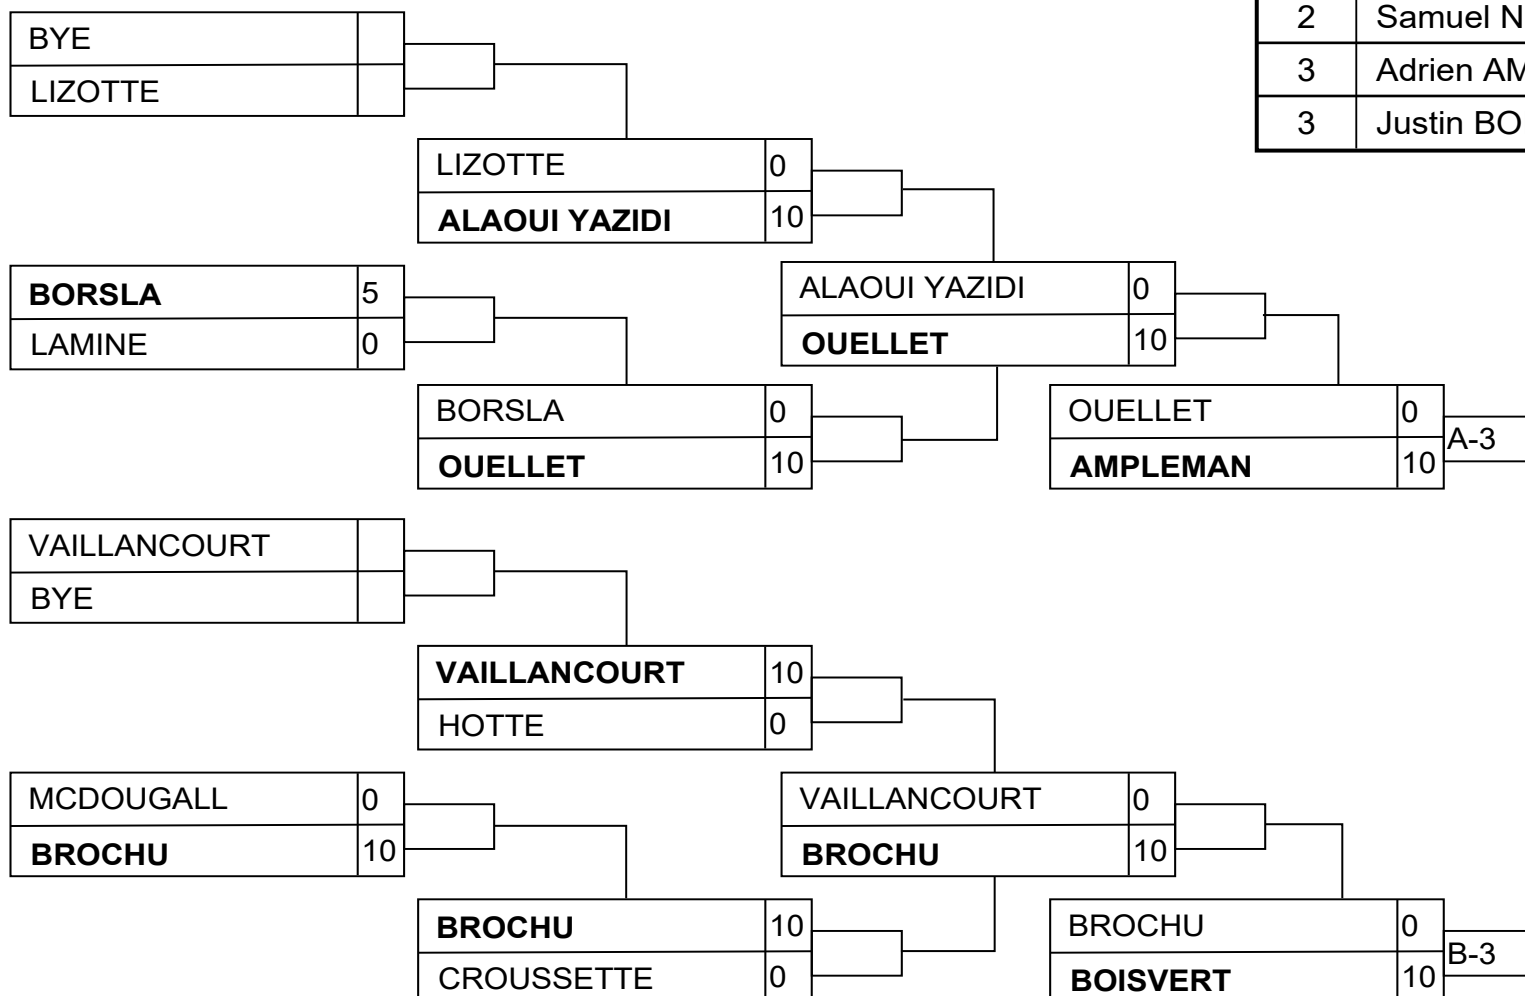 BYE
LIZOTTE
2 Samuel N
3 Adrien AM
3 Justin BO
LIZOTTE 0
ALAOUI YAZIDI 10
BORSLA 5
LAMINE 0
ALAOUI YAZIDI 0
OUELLET 10
BORSLA 0
OUELLET 10
OUELLET 0
AMPLEMAN 10
A-3
VAILLANCOURT
BYE
VAILLANCOURT 10
HOTTE 0
MCDOUGALL 0
BROCHU 10
VAILLANCOURT 0
BROCHU 10
BROCHU 10
CROUSSETTE 0
BROCHU 0
BOISVERT 10
B-3